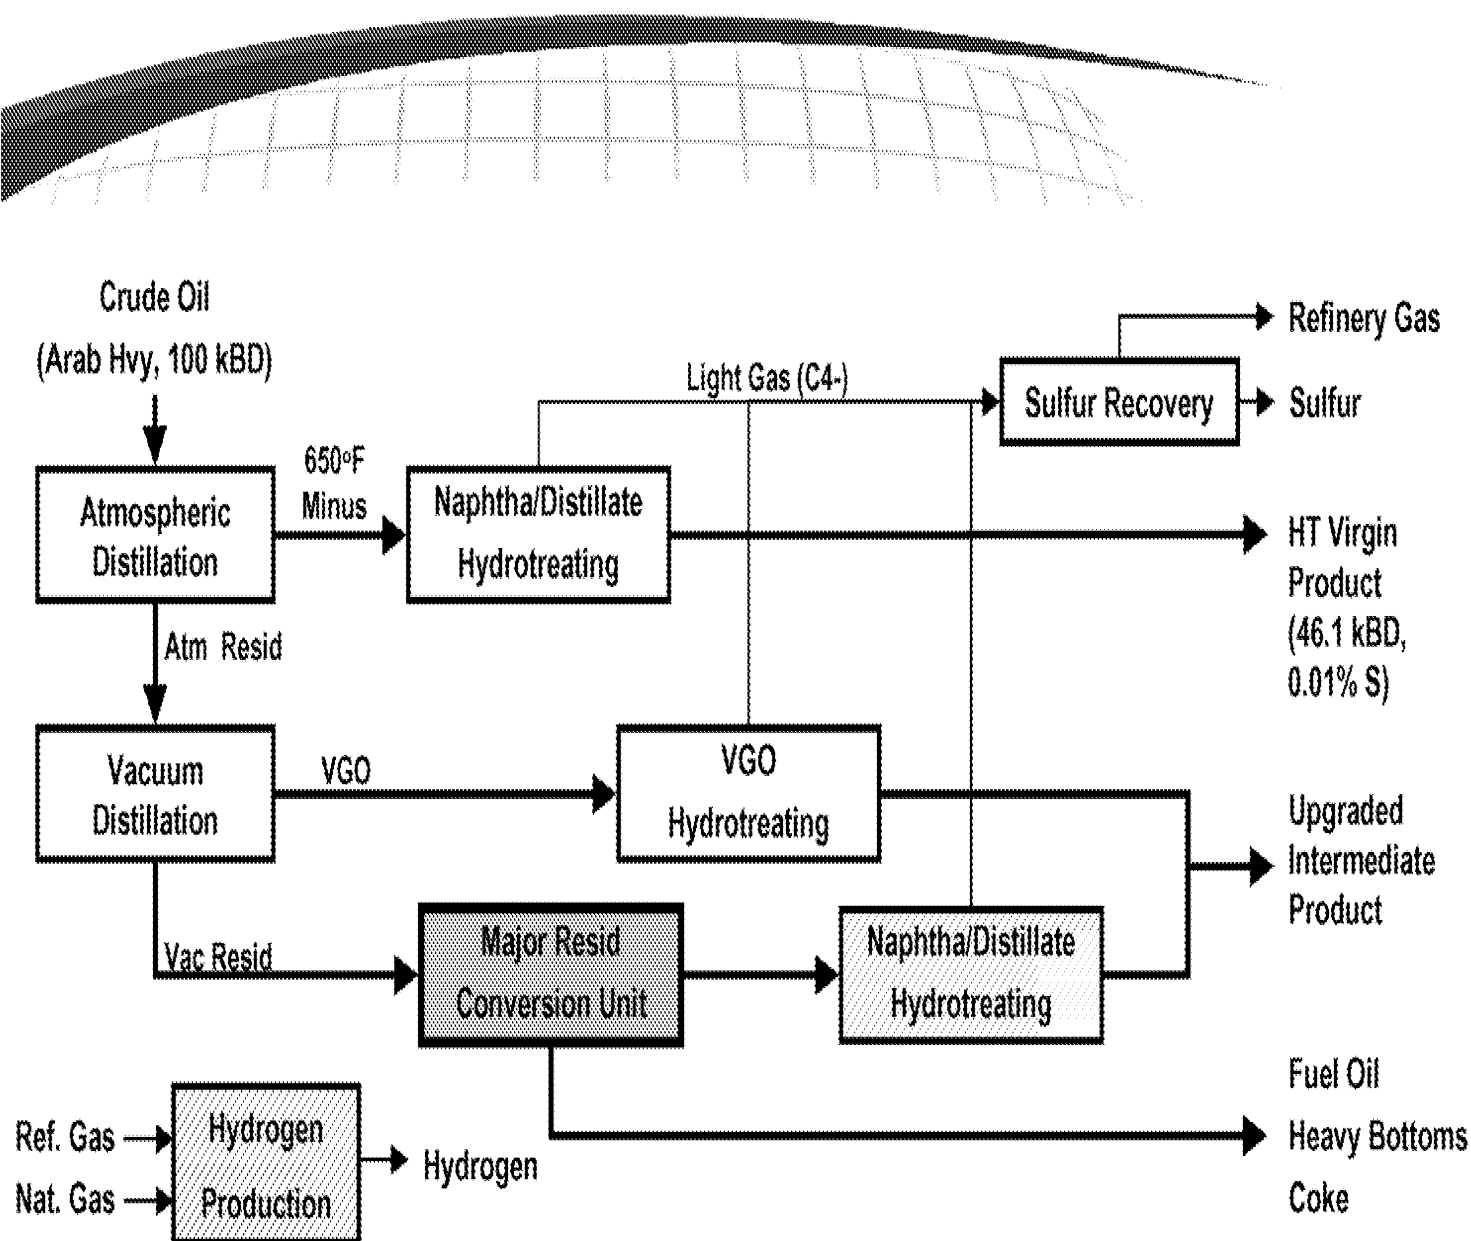 Crude Oil
(Arab Hvy, 100 kBD)
Refinery Gas
Light Gas (C4-)
Sulfur Recovery
Sulfur
650°F
Minus
Atmospheric
Distillation
Naphtha/Distillate
Hydrotreating
HT Virgin
Product
(46.1 kBD,
0.01% S)
Atm Resid
Vacuum
Distillation
VGO
VGO
Hydrotreating
Upgraded
Intermediate
Product
Vac Resid
Major Resid
Conversion Unit
Naphtha/Distillate
Hydrotreating
Fuel Oil
Heavy Bottoms
Coke
Ref. Gas
Nat. Gas
Hydrogen
Production
Hydrogen